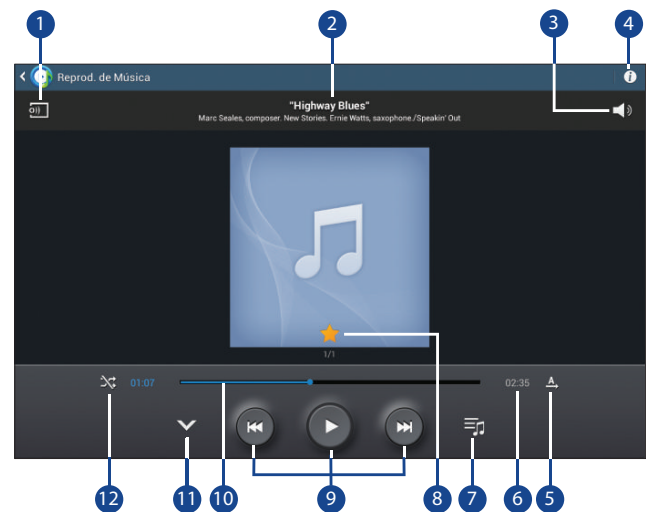 1 2 3 4
Reprod. de Música
"Highway Blues"
Marc Seales, composer. New Stories. Ernie Watts, saxophone./Speakin' Out
1/1
01:07 02:35 A
12 11 10 9 8 7 6 5